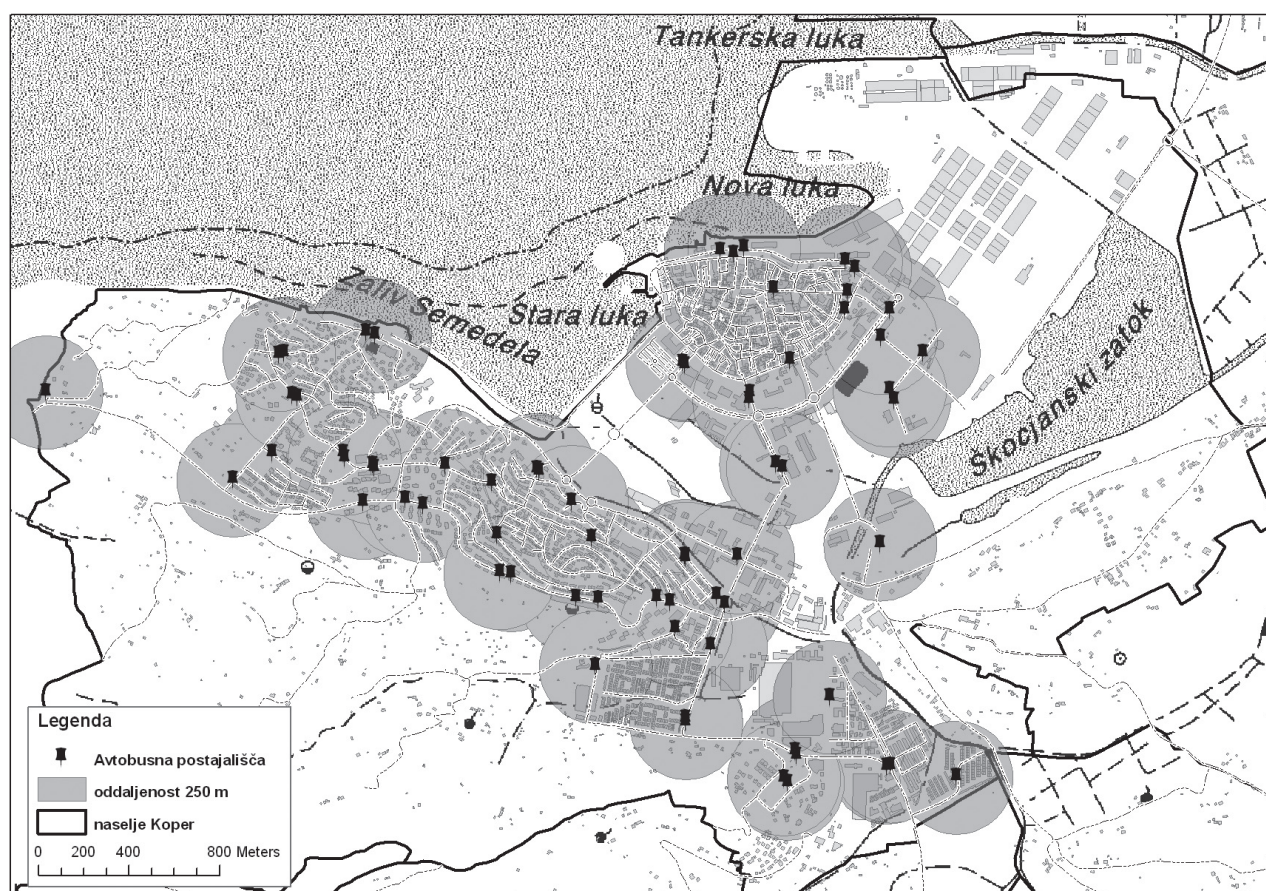 Tankerska luka
Nova luka
Zaliv Semedela
Stara luka
Škocjanski zatok
Legenda
Avtobusna postajališča
oddaljenost 250 m
naselje Koper
0 200 400 800 Meters